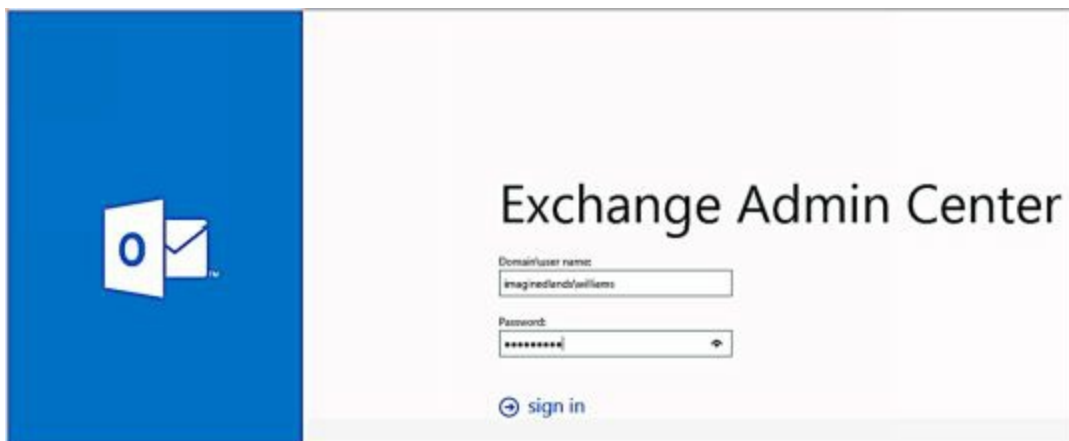 O
Exchange Admin Center
Domain\user name:
imaginedlands\williams
Password:
•••••••••
sign in